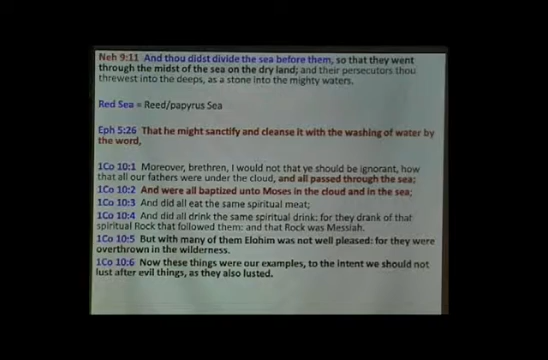 Neh 9:11 And thou didst divide the sea before them, so that they went
through the midst of the sea on the dry land; and their persecutors thou
threwest into the deeps, as a stone into the mighty waters.
Red Sea = Reed/papyrus Sea
Eph 5:26 That he might sanctify and cleanse it with the washing of water by
the word,
1Co 10:1 Moreover, brethren, I would not that ye should be ignorant, how
that all our fathers were under the cloud, and all passed through the sea;
1Co 10:2 And were all baptized unto Moses in the cloud and in the sea;
1Co 10:3 And did all eat the same spiritual meat;
1Co 10:4 And did all drink the same spiritual drink: for they drank of that
spiritual Rock that followed them: and that Rock was Messiah.
1Co 10:5 But with many of them Elohim was not well pleased: for they were
overthrown in the wilderness.
1Co 10:6 Now these things were our examples, to the intent we should not
lust after evil things, as they also lusted.